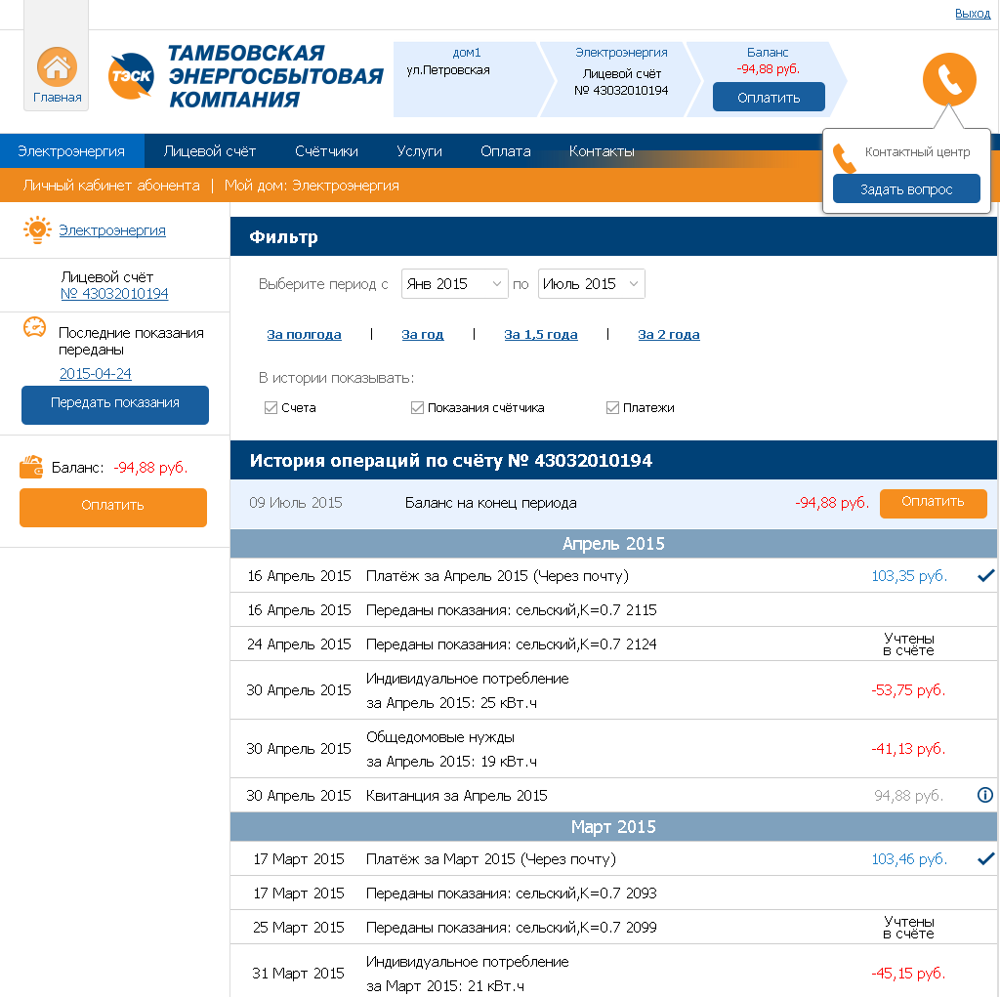 Выход
Главная
ТЭСК
ТАМБОВСКАЯ
ЭНЕРГОСБЫТОВАЯ
КОМПАНИЯ
дом1
ул.Петровская
Электроэнергия
Лицевой счёт
№ 43032010194
Баланс
-94,88 руб.
Оплатить
Контактный центр
Задать вопрос
Электроэнергия Лицевой счёт Счётчики Услуги Оплата Контакты
Личный кабинет абонента | Мой дом: Электроэнергия
Электроэнергия
Лицевой счёт
№ 43032010194
Последние показания
переданы
2015-04-24
Передать показания
Баланс: -94,88 руб.
Оплатить
Фильтр
Выберите период с Янв 2015 по Июль 2015
За полгода | За год | За 1,5 года | За 2 года
В истории показывать:
Счета Показания счётчика Платежи
История операций по счёту № 43032010194
09 Июль 2015 Баланс на конец периода -94,88 руб. Оплатить
Апрель 2015
16 Апрель 2015 Платёж за Апрель 2015 (Через почту) 103,35 руб.
16 Апрель 2015 Переданы показания: сельский,К=0.7 2115
24 Апрель 2015 Переданы показания: сельский,К=0.7 2124 Учтены
в счёте
30 Апрель 2015 Индивидуальное потребление
за Апрель 2015: 25 кВт.ч -53,75 руб.
30 Апрель 2015 Общедомовые нужды
за Апрель 2015: 19 кВт.ч -41,13 руб.
30 Апрель 2015 Квитанция за Апрель 2015 94,88 руб.
Март 2015
17 Март 2015 Платёж за Март 2015 (Через почту) 103,46 руб.
17 Март 2015 Переданы показания: сельский,К=0.7 2093
25 Март 2015 Переданы показания: сельский,К=0.7 2099 Учтены
в счёте
31 Март 2015 Индивидуальное потребление
за Март 2015: 21 кВт.ч -45,15 руб.